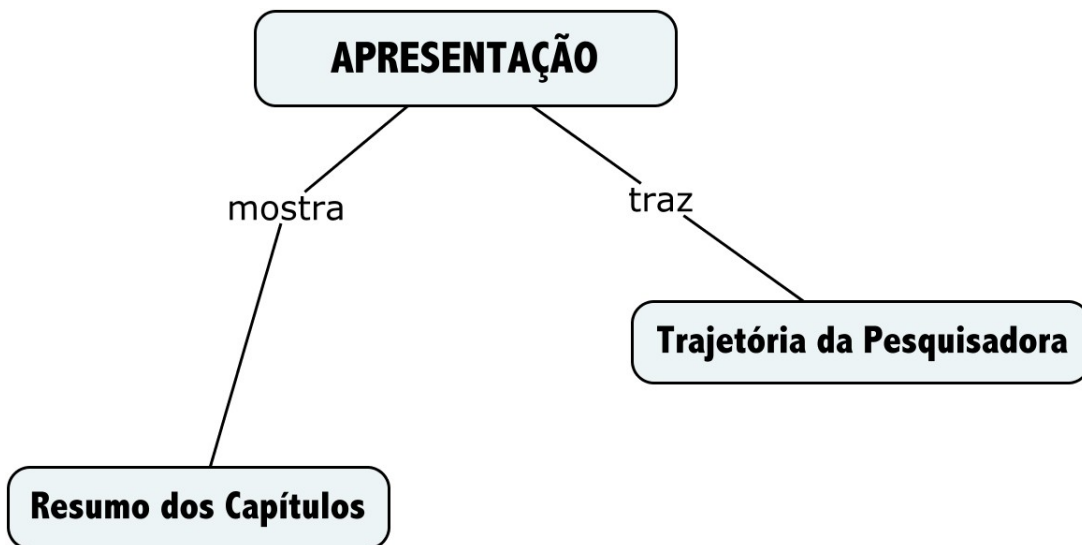 APRESENTAÇÃO
mostra
traz
Trajetória da Pesquisadora
Resumo dos Capítulos